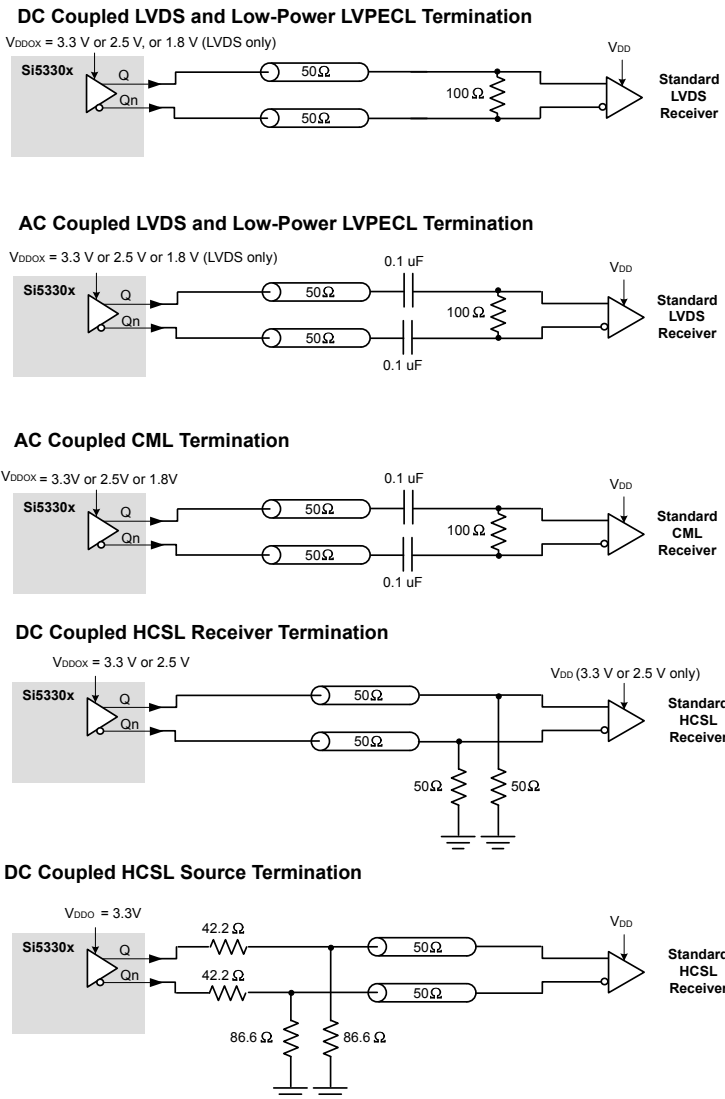 DC Coupled LVDS and Low-Power LVPECL Termination
VDDOX = 3.3 V or 2.5 V, or 1.8 V (LVDS only)
VDD
Si5330x
Q
50Ω
100 Ω
Standard
LVDS
Receiver
Qn
50Ω
AC Coupled LVDS and Low-Power LVPECL Termination
VDDOX = 3.3 V or 2.5 V or 1.8 V (LVDS only)
0.1 uF
VDD
Si5330x
Q
50Ω
100 Ω
Standard
LVDS
Receiver
Qn
50Ω
0.1 uF
AC Coupled CML Termination
VDDOX = 3.3V or 2.5V or 1.8V
0.1 uF
VDD
Si5330x
Q
50Ω
100 Ω
Standard
CML
Receiver
Qn
50Ω
0.1 uF
DC Coupled HCSL Receiver Termination
VDDOX = 3.3 V or 2.5 V
VDD (3.3 V or 2.5 V only)
Si5330x
Q
50Ω
Standard
HCSL
Receiver
Qn
50Ω
50Ω
50Ω
DC Coupled HCSL Source Termination
VDDO = 3.3V
42.2 Ω
VDD
Si5330x
Q
50Ω
Standard
HCSL
Receiver
42.2 Ω
Qn
50Ω
86.6 Ω
86.6 Ω